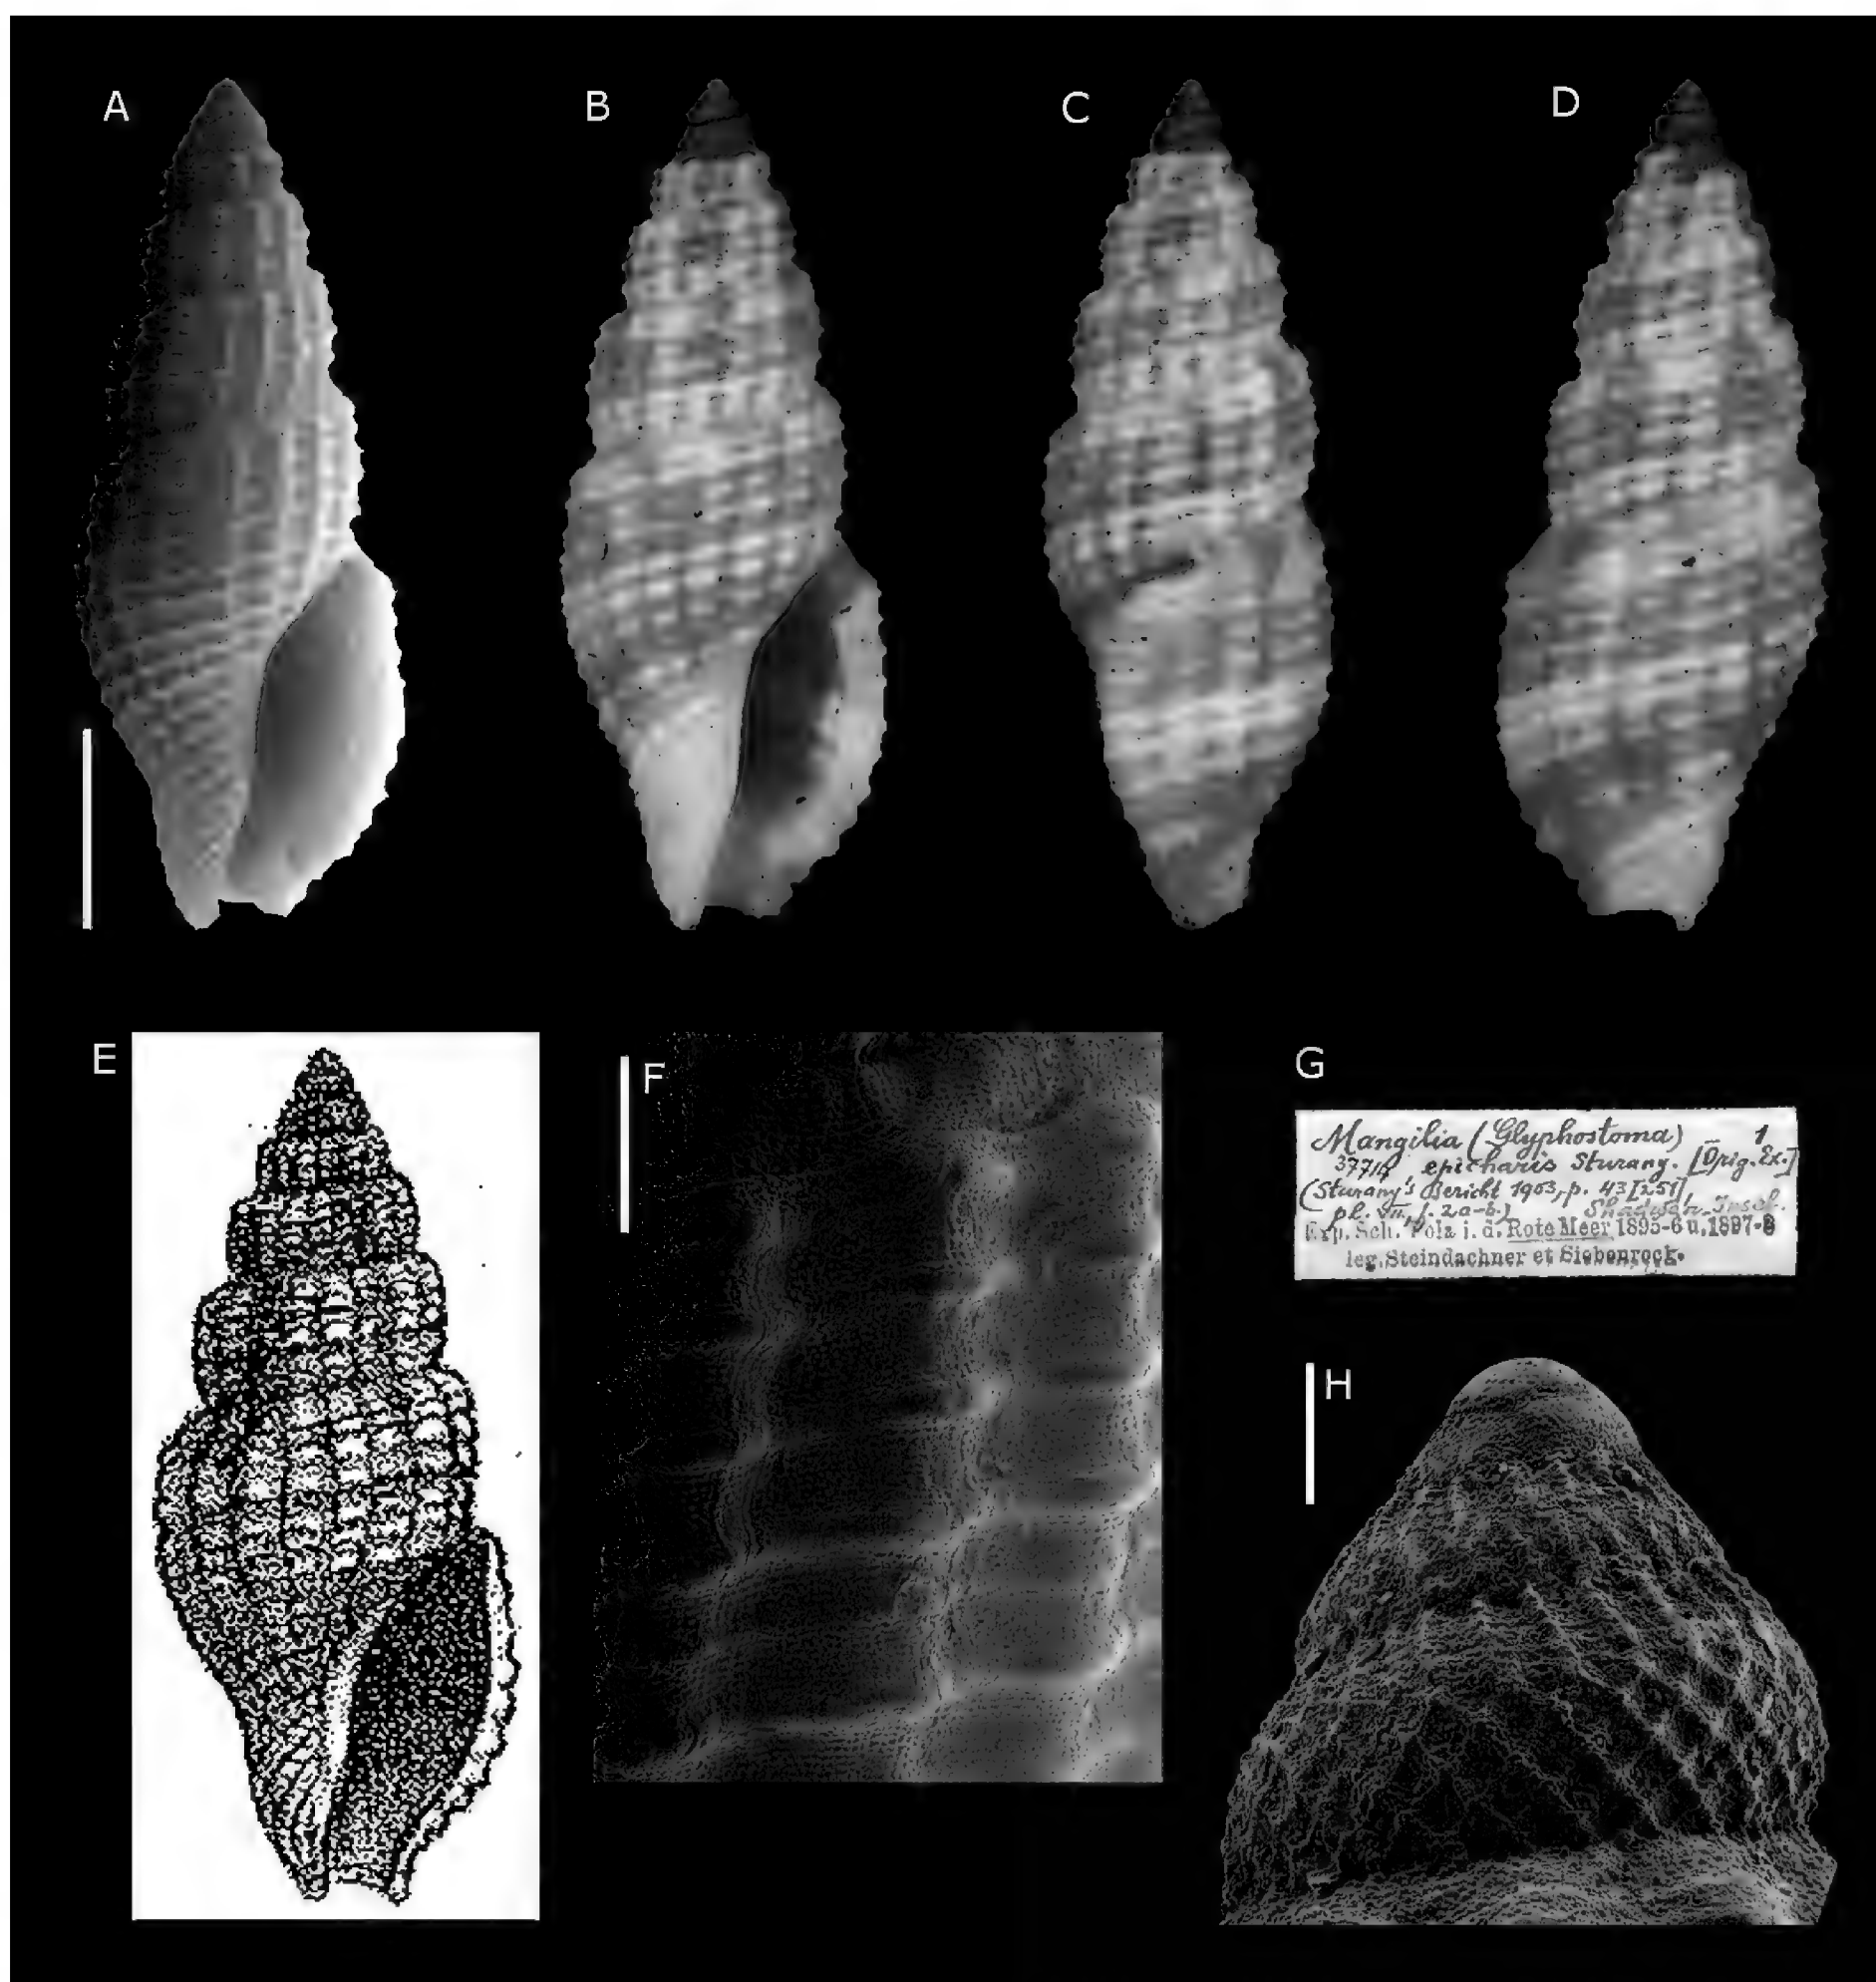 A
B
C
D
E
F
G
Mangilia (Glyphostoma) 1
epicharis Sturany. [Orig. Ex.]
(Sturany's Bericht 1903, p. 43 [251]
pl. VII, f. 2a-b.) Shadwan-Insel.
Exp. Sch. Pola i. d. Rote Meer 1895-6 u. 1897-8
leg. Steindachner et Siebenrock.
H